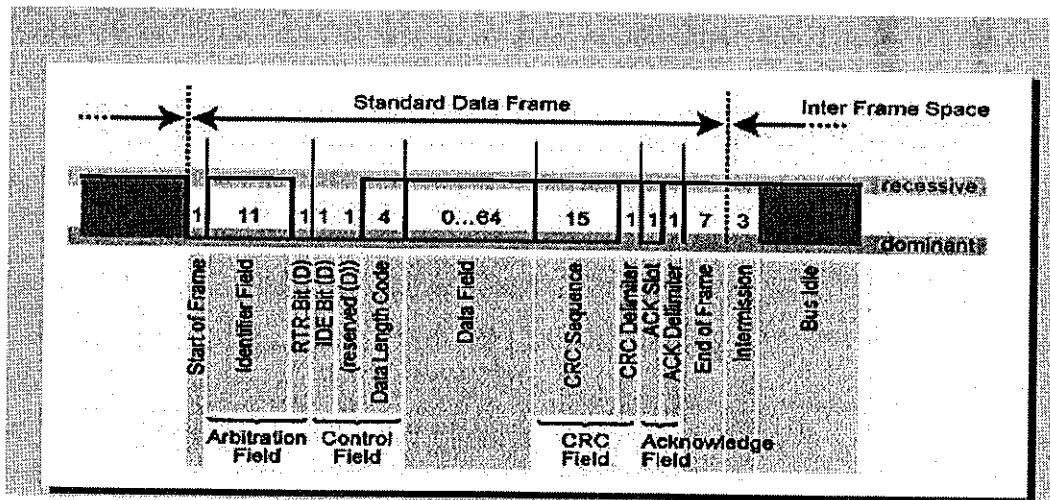 Standard Data Frame
Inter Frame Space
recessive
1 11 1 1 1 4 0...64 15 1 1 1 7 3
dominant
Start of Frame
Identifier Field
RTR Bit (D)
IDE Bit (D)
(reserved (D))
Data Length Code
Data Field
CRC Sequence
CRC Delimiter
ACK Slot
ACK Delimiter
End of Frame
Intermission
Bus Idle
Arbitration
Field
Control
Field
CRC
Field
Acknowledge
Field